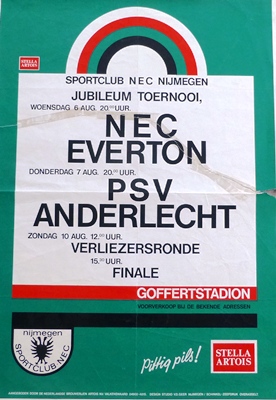 STELLA
ARTOIS
SPORTCLUB NEC NIJMEGEN
JUBILEUM TOERNOOI,
WOENSDAG 6 AUG. 20.00 UUR.
NEC
EVERTON
DONDERDAG 7 AUG. 20.00 UUR.
PSV
ANDERLECHT
ZONDAG 10 AUG. 12.00 UUR.
VERLIEZERSRONDE
15.00 UUR.
FINALE
GOFFERTSTADION
VOORVERKOOP BIJ DE BEKENDE ADRESSEN
nijmegen
SPORTCLUB-NEC
Pittig pils!
STELLA
ARTOIS